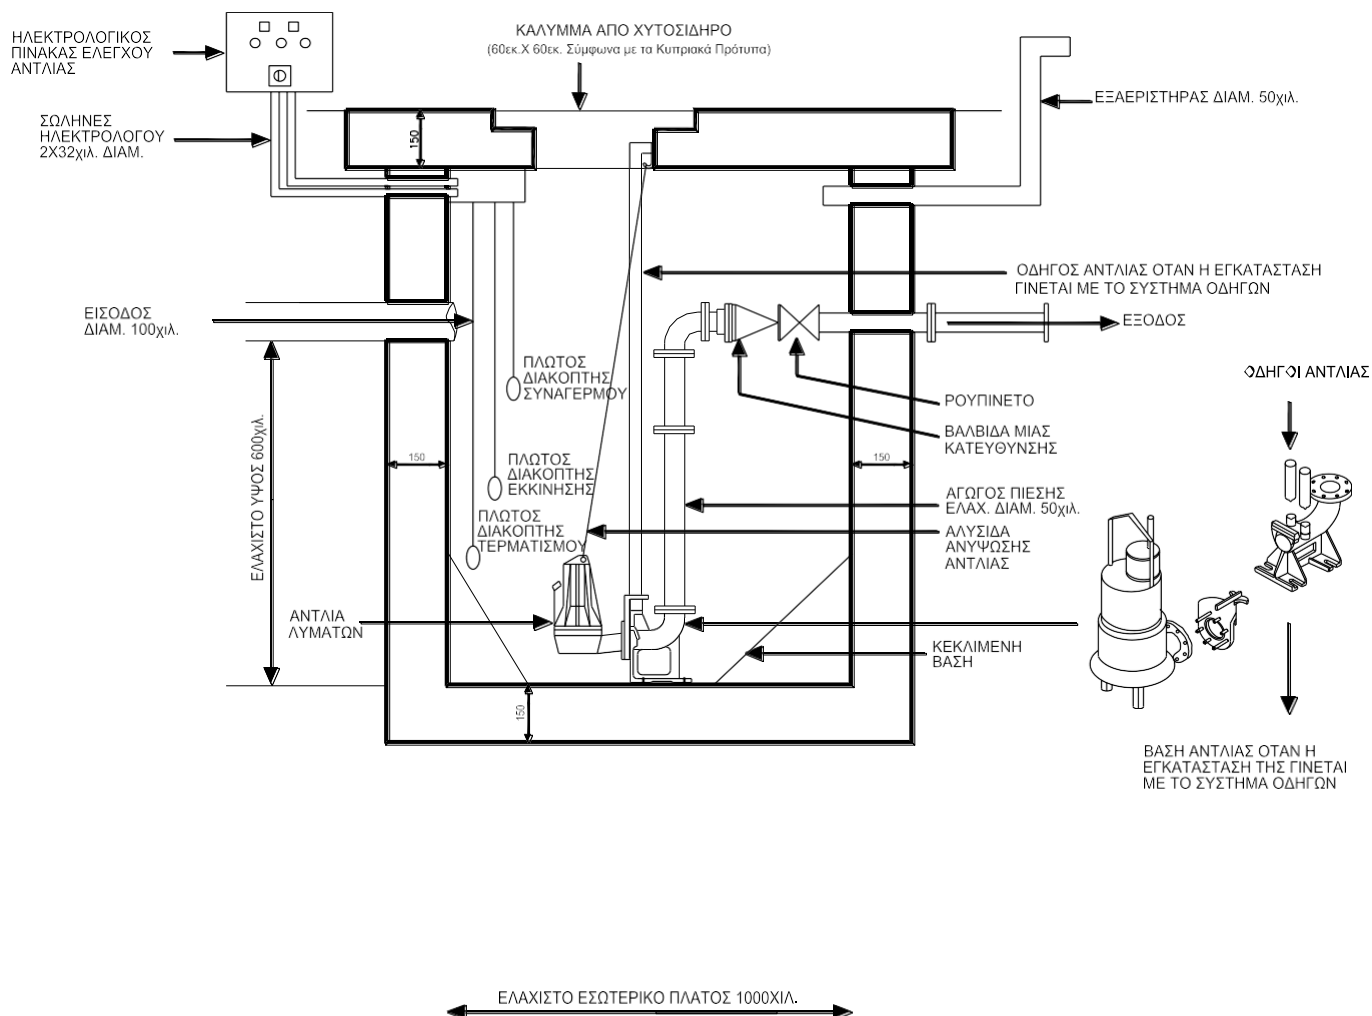 ΗΛΕΚΤΡΟΛΟΓΙΚΟΣ
ΠΙΝΑΚΑΣ ΕΛΕΓΧΟΥ
ΑΝΤΛΙΑΣ
ΚΑΛΥΜΜΑ ΑΠΟ ΧΥΤΟΣΙΔΗΡΟ
(60εκ.Χ 60εκ. Σύμφωνα με τα Κυπριακά Πρότυπα)
ΕΞΑΕΡΙΣΤΗΡΑΣ ΔΙΑΜ. 50χιλ.
ΣΩΛΗΝΕΣ
ΗΛΕΚΤΡΟΛΟΓΟΥ
2Χ32χιλ. ΔΙΑΜ.
150
ΟΔΗΓΟΣ ΑΝΤΛΙΑΣ ΟΤΑΝ Η ΕΓΚΑΤΑΣΤΑΣΗ
ΓΙΝΕΤΑΙ ΜΕ ΤΟ ΣΥΣΤΗΜΑ ΟΔΗΓΩΝ
ΕΙΣΟΔΟΣ
ΔΙΑΜ. 100χιλ.
ΕΞΟΔΟΣ
ΠΛΩΤΟΣ
ΔΙΑΚΟΠΤΗΣ
ΣΥΝΑΓΕΡΜΟΥ
ΟΔΗΓΟΙ ΑΝΤΛΙΑΣ
ΡΟΥΠΙΝΕΤΟ
ΒΑΛΒΙΔΑ ΜΙΑΣ
ΚΑΤΕΥΘΥΝΣΗΣ
ΕΛΑΧΙΣΤΟ ΥΨΟΣ 600χιλ.
150
150
ΠΛΩΤΟΣ
ΔΙΑΚΟΠΤΗΣ
ΕΚΚΙΝΗΣΗΣ
ΑΓΩΓΟΣ ΠΙΕΣΗΣ
ΕΛΑΧ. ΔΙΑΜ. 50χιλ.
ΠΛΩΤΟΣ
ΔΙΑΚΟΠΤΗΣ
ΤΕΡΜΑΤΙΣΜΟΥ
ΑΛΥΣΙΔΑ
ΑΝΥΨΩΣΗΣ
ΑΝΤΛΙΑΣ
ΑΝΤΛΙΑ
ΛΥΜΑΤΩΝ
ΚΕΚΛΙΜΕΝΗ
ΒΑΣΗ
150
ΒΑΣΗ ΑΝΤΛΙΑΣ ΟΤΑΝ Η
ΕΓΚΑΤΑΣΤΑΣΗ ΤΗΣ ΓΙΝΕΤΑΙ
ΜΕ ΤΟ ΣΥΣΤΗΜΑ ΟΔΗΓΩΝ
ΕΛΑΧΙΣΤΟ ΕΣΩΤΕΡΙΚΟ ΠΛΑΤΟΣ 1000ΧΙΛ.